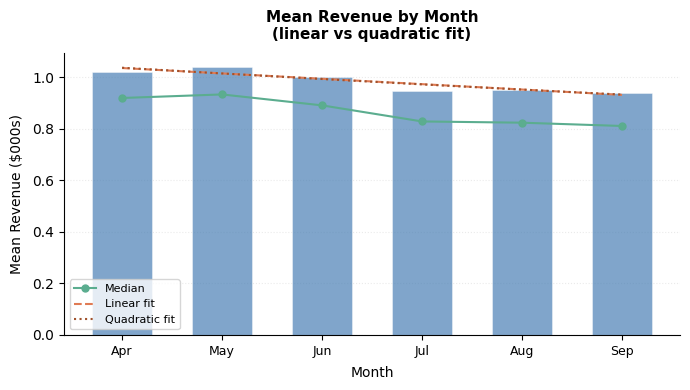 Mean Revenue by Month
(linear vs quadratic fit)
Mean Revenue ($000s)
1.0
0.8
0.6
0.4
0.2
0.0
Median
Linear fit
Quadratic fit
Apr
May
Jun
Jul
Aug
Sep
Month